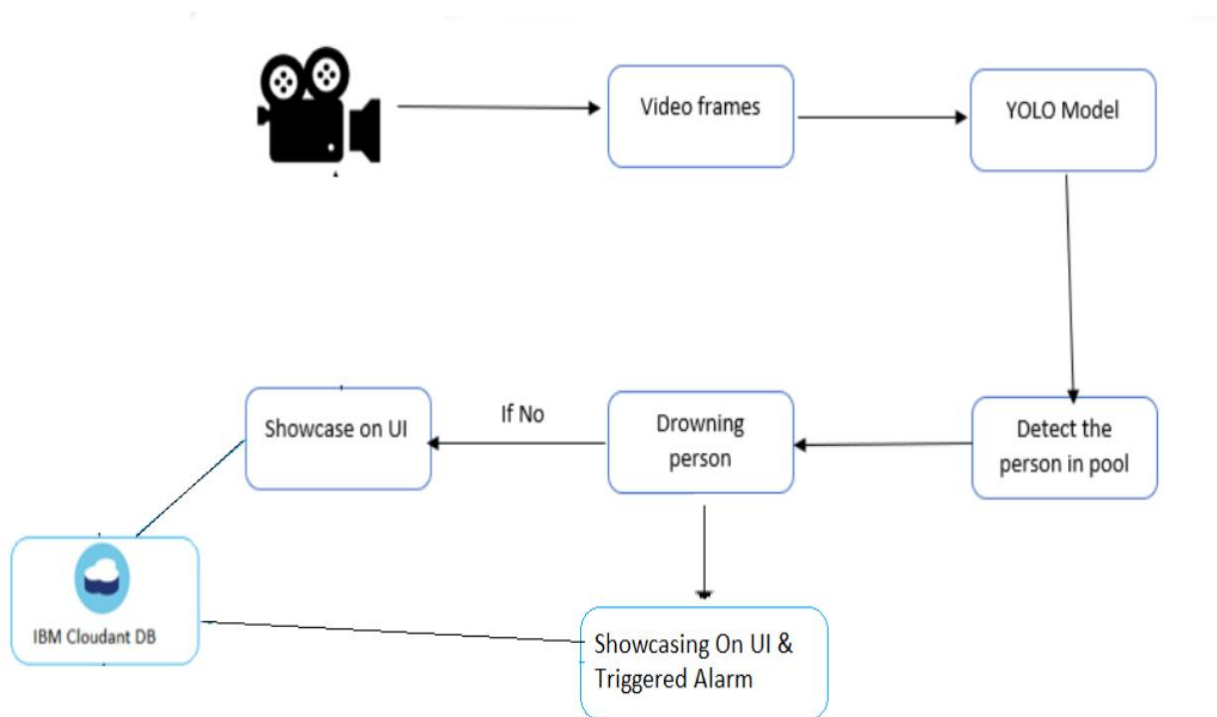 Video frames
YOLO Model
Showcase on UI
If No
Drowning
person
Detect the
person in pool
IBM Cloudant DB
Showcasing On UI &
Triggered Alarm